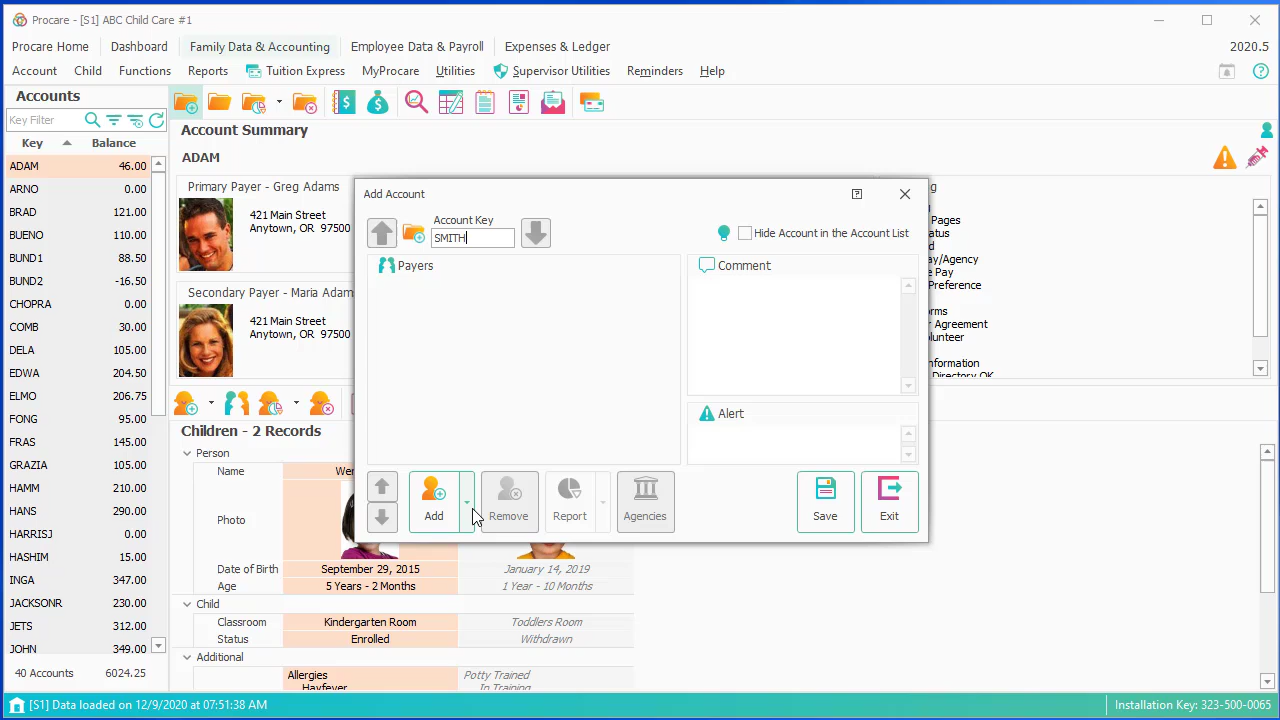 Procare - [S1] ABC Child Care #1
Procare Home Dashboard Family Data & Accounting Employee Data & Payroll Expenses & Ledger 2020.5
Account Child Functions Reports Tuition Express MyProcare Utilities Supervisor Utilities Reminders Help
Accounts
Key Filter
Key Balance
ADAM 46.00
ARNO 0.00
BRAD 121.00
BUENO 110.00
BUND1 88.50
BUND2 -16.50
CHOPRA 0.00
COMB 30.00
DELA 105.00
EDWA 204.50
ELMO 206.75
FONG 95.00
FRAS 145.00
GRAZIA 105.00
HAMM 210.00
HANS 290.00
HARRISJ 0.00
HASHIM 15.00
INGA 347.00
JACKSONR 230.00
JETS 312.00
JOHN 349.00
40 Accounts 6024.25
Account Summary
ADAM
Primary Payer - Greg Adams
421 Main Street
Anytown, OR 97500
Secondary Payer - Maria Adam
421 Main Street
Anytown, OR 97500
Pages
ay/Agency
e Pay
Preference
Agreement
Information
Directory OK
Add Account
Account Key
SMITH
Hide Account in the Account List
Payers
Comment
Alert
Add Remove Report Agencies Save Exit
Children - 2 Records
Person
Name Wen
Photo
Date of Birth September 29, 2015 January 14, 2019
Age 5 Years - 2 Months 1 Year - 10 Months
Child
Classroom Kindergarten Room Toddlers Room
Status Enrolled Withdrawn
Additional
Allergies Potty Trained
Hayfever In Training
[S1] Data loaded on 12/9/2020 at 07:51:38 AM Installation Key: 323-500-0065